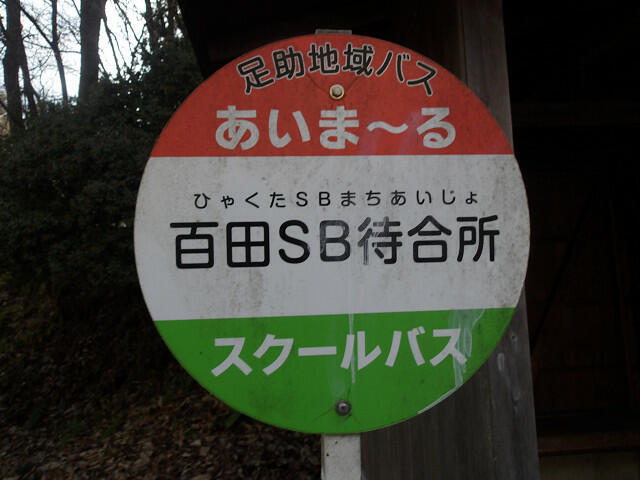 足助地域バス
あいま〜る
ひゃくたSBまちあいじょ
百田SB待合所
スクールバス